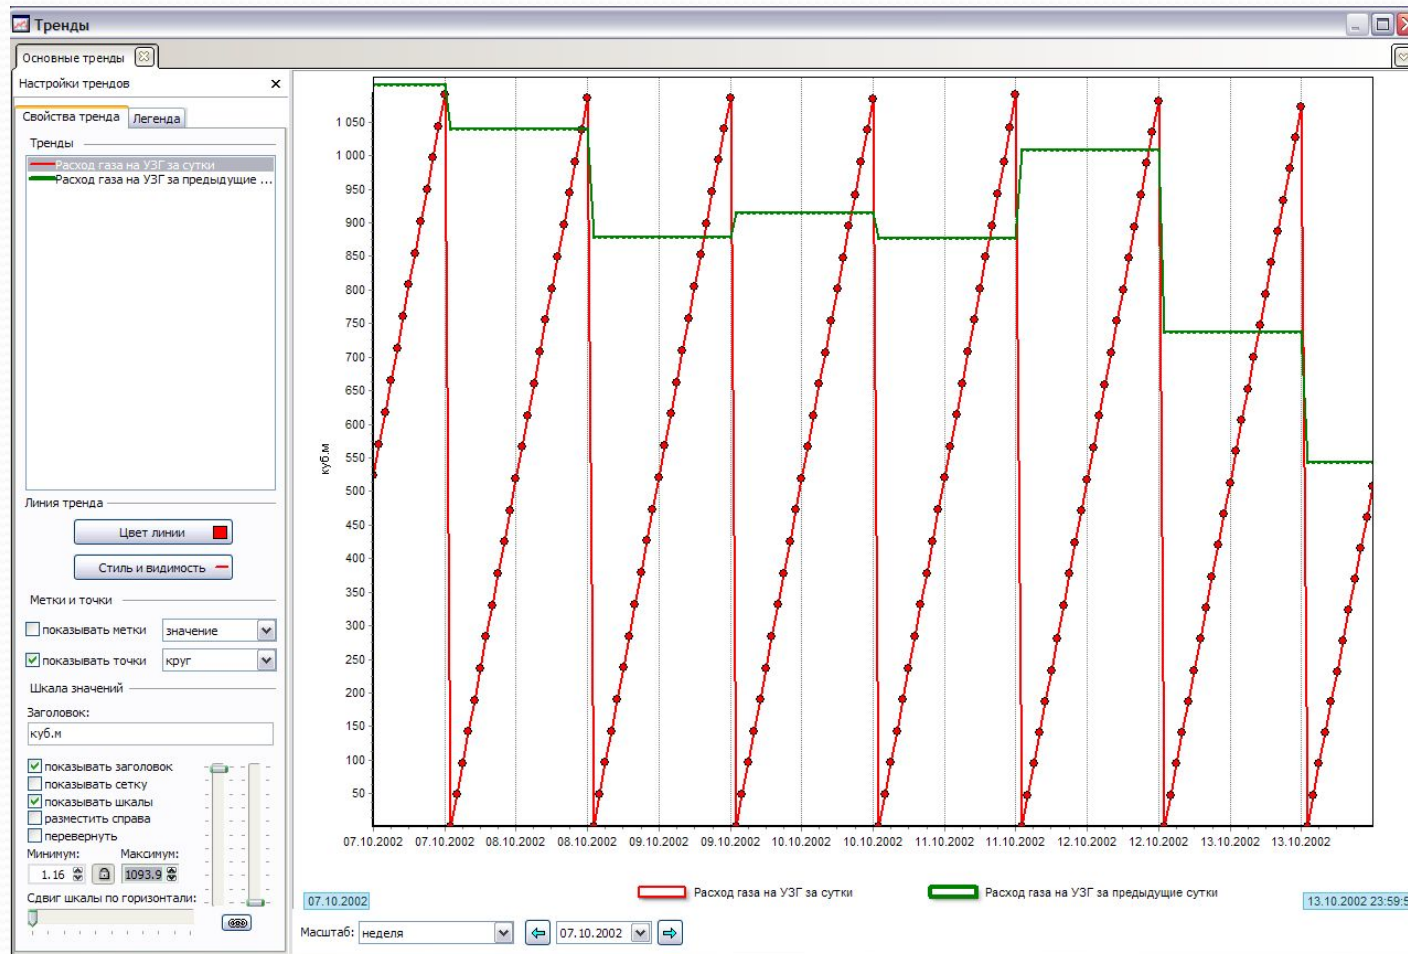 Тренды
Основные тренды
Настройки трендов
Свойства тренда
Легенда
Тренды
Расход газа на УЗГ за сутки
Расход газа на УЗГ за предыдущие ...
Линия тренда
Цвет линии
Стиль и видимость
Метки и точки
показывать метки
значение
показывать точки
круг
Шкала значений
Заголовок:
куб.м
показывать заголовок
показывать сетку
показывать шкалы
разместить справа
перевернуть
Минимум:
Максимум:
1.16
1093.9
Сдвиг шкалы по горизонтали:
куб.м
1 050
1 000
950
900
850
800
750
700
650
600
550
500
450
400
350
300
250
200
150
100
50
07.10.2002
07.10.2002
08.10.2002
08.10.2002
09.10.2002
09.10.2002
10.10.2002
10.10.2002
11.10.2002
11.10.2002
12.10.2002
12.10.2002
13.10.2002
13.10.2002
07.10.2002
Расход газа на УЗГ за сутки
Расход газа на УЗГ за предыдущие сутки
13.10.2002 23:59:5
Масштаб:
неделя
07.10.2002